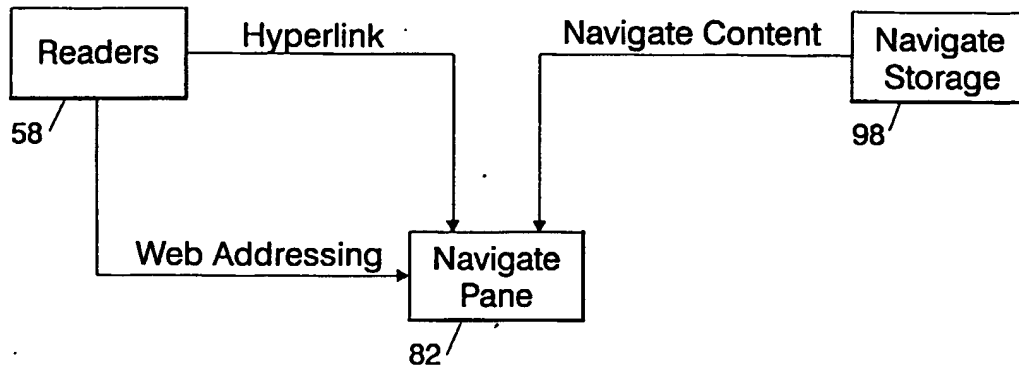 Readers
Hyperlink
Navigate Content
Navigate
Storage
58
98
Web Addressing
Navigate
Pane
82